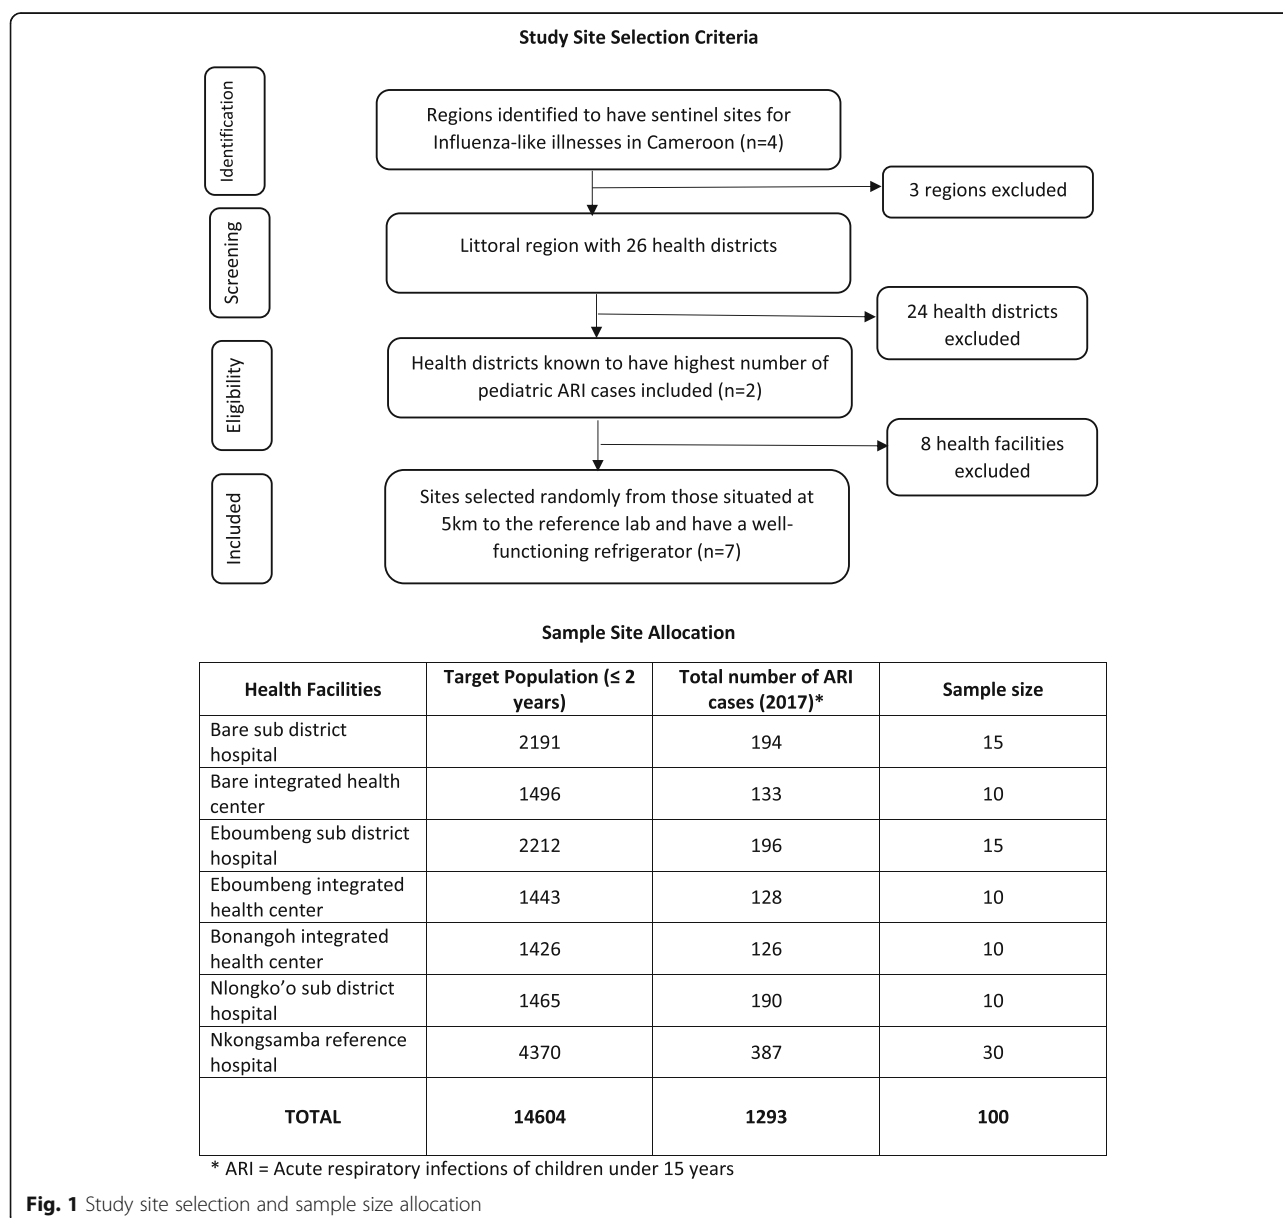 Study Site Selection Criteria
Identification
Regions identified to have sentinel sites for
Influenza-like illnesses in Cameroon (n=4)
3 regions excluded
Screening
Littoral region with 26 health districts
24 health districts
excluded
Eligibility
Health districts known to have highest number of
pediatric ARI cases included (n=2)
8 health facilities
excluded
Included
Sites selected randomly from those situated at
5km to the reference lab and have a well-
functioning refrigerator (n=7)
Sample Site Allocation
Health Facilities
Target Population (≤ 2
years)
Total number of ARI
cases (2017)*
Sample size
Bare sub district
hospital
2191
194
15
Bare integrated health
center
1496
133
10
Eboumbeng sub district
hospital
2212
196
15
Eboumbeng integrated
health center
1443
128
10
Bonangoh integrated
health center
1426
126
10
Nlongko’o sub district
hospital
1465
190
10
Nkongsamba reference
hospital
4370
387
30
TOTAL
14604
1293
100
* ARI = Acute respiratory infections of children under 15 years
Fig. 1 Study site selection and sample size allocation